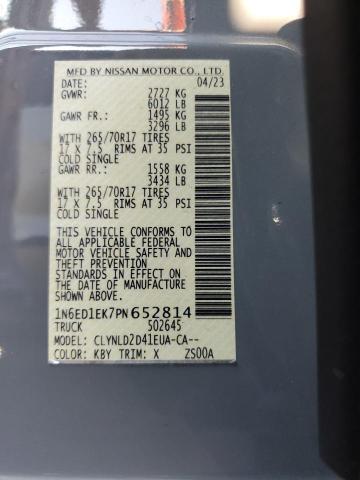 MFD BY NISSAN MOTOR CO., LTD.
DATE: 04/23
GVWR: 2727 KG
6012 LB
GAWR FR.: 1495 KG
3296 LB
WITH 265/70R17 TIRES
17 X 7.5 RIMS AT 35 PSI
COLD SINGLE
GAWR RR.: 1558 KG
3434 LB
WITH 265/70R17 TIRES
17 X 7.5 RIMS AT 35 PSI
COLD SINGLE
THIS VEHICLE CONFORMS TO
ALL APPLICABLE FEDERAL
MOTOR VEHICLE SAFETY
AND THEFT PREVENTION
STANDARDS IN EFFECT ON
THE DATE OF MANUFACTURE
SHOWN ABOVE.
1N6ED1EK7PN652814
TRUCK 502645
MODEL: CLYNLD2D41EUA-CA--
COLOR: KBY TRIM: X ZS00A